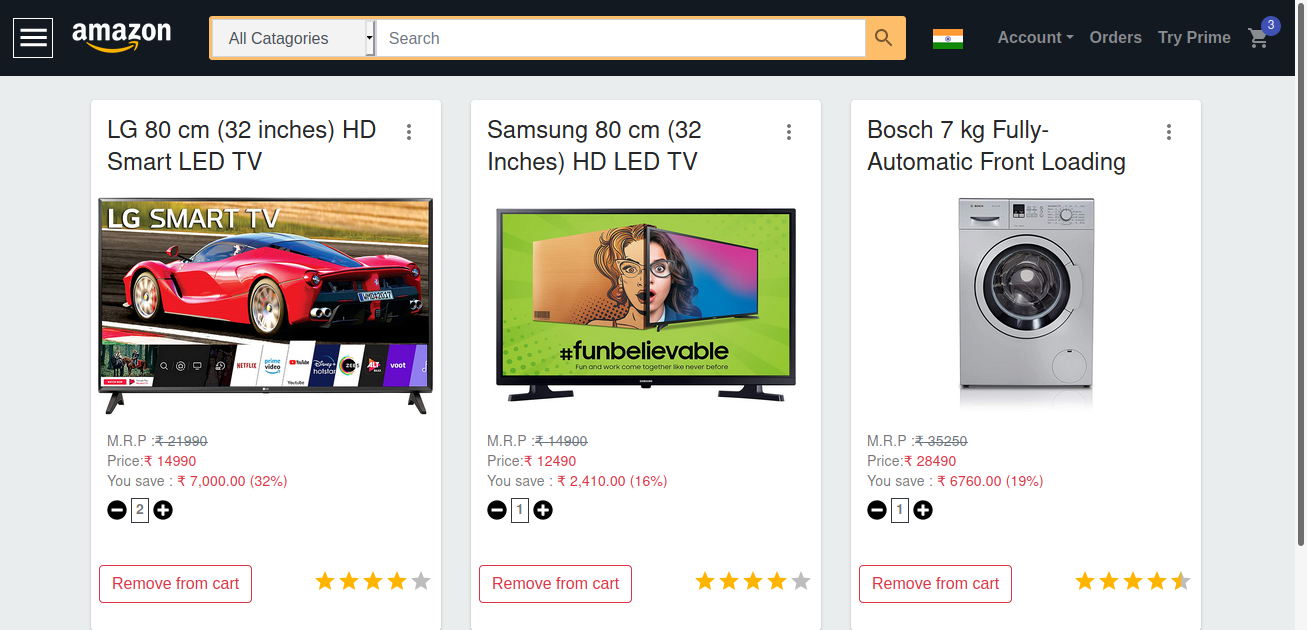 amazon
All Catagories
Search
Account
Orders
Try Prime
3
LG 80 cm (32 inches) HD
Smart LED TV
LG SMART TV
NETFLIX
prime video
YouTube
Youtube
Disney+ hotstar
ZEE5
ALT
voot
M.R.P :₹ 21990
Price:₹ 14990
You save : ₹ 7,000.00 (32%)
2
Remove from cart
Samsung 80 cm (32
Inches) HD LED TV
#funbelievable
Fun and work come together like never before
SAMSUNG
M.R.P :₹ 14900
Price:₹ 12490
You save : ₹ 2,410.00 (16%)
1
Remove from cart
Bosch 7 kg Fully-
Automatic Front Loading
BOSCH
M.R.P :₹ 35250
Price:₹ 28490
You save : ₹ 6760.00 (19%)
1
Remove from cart